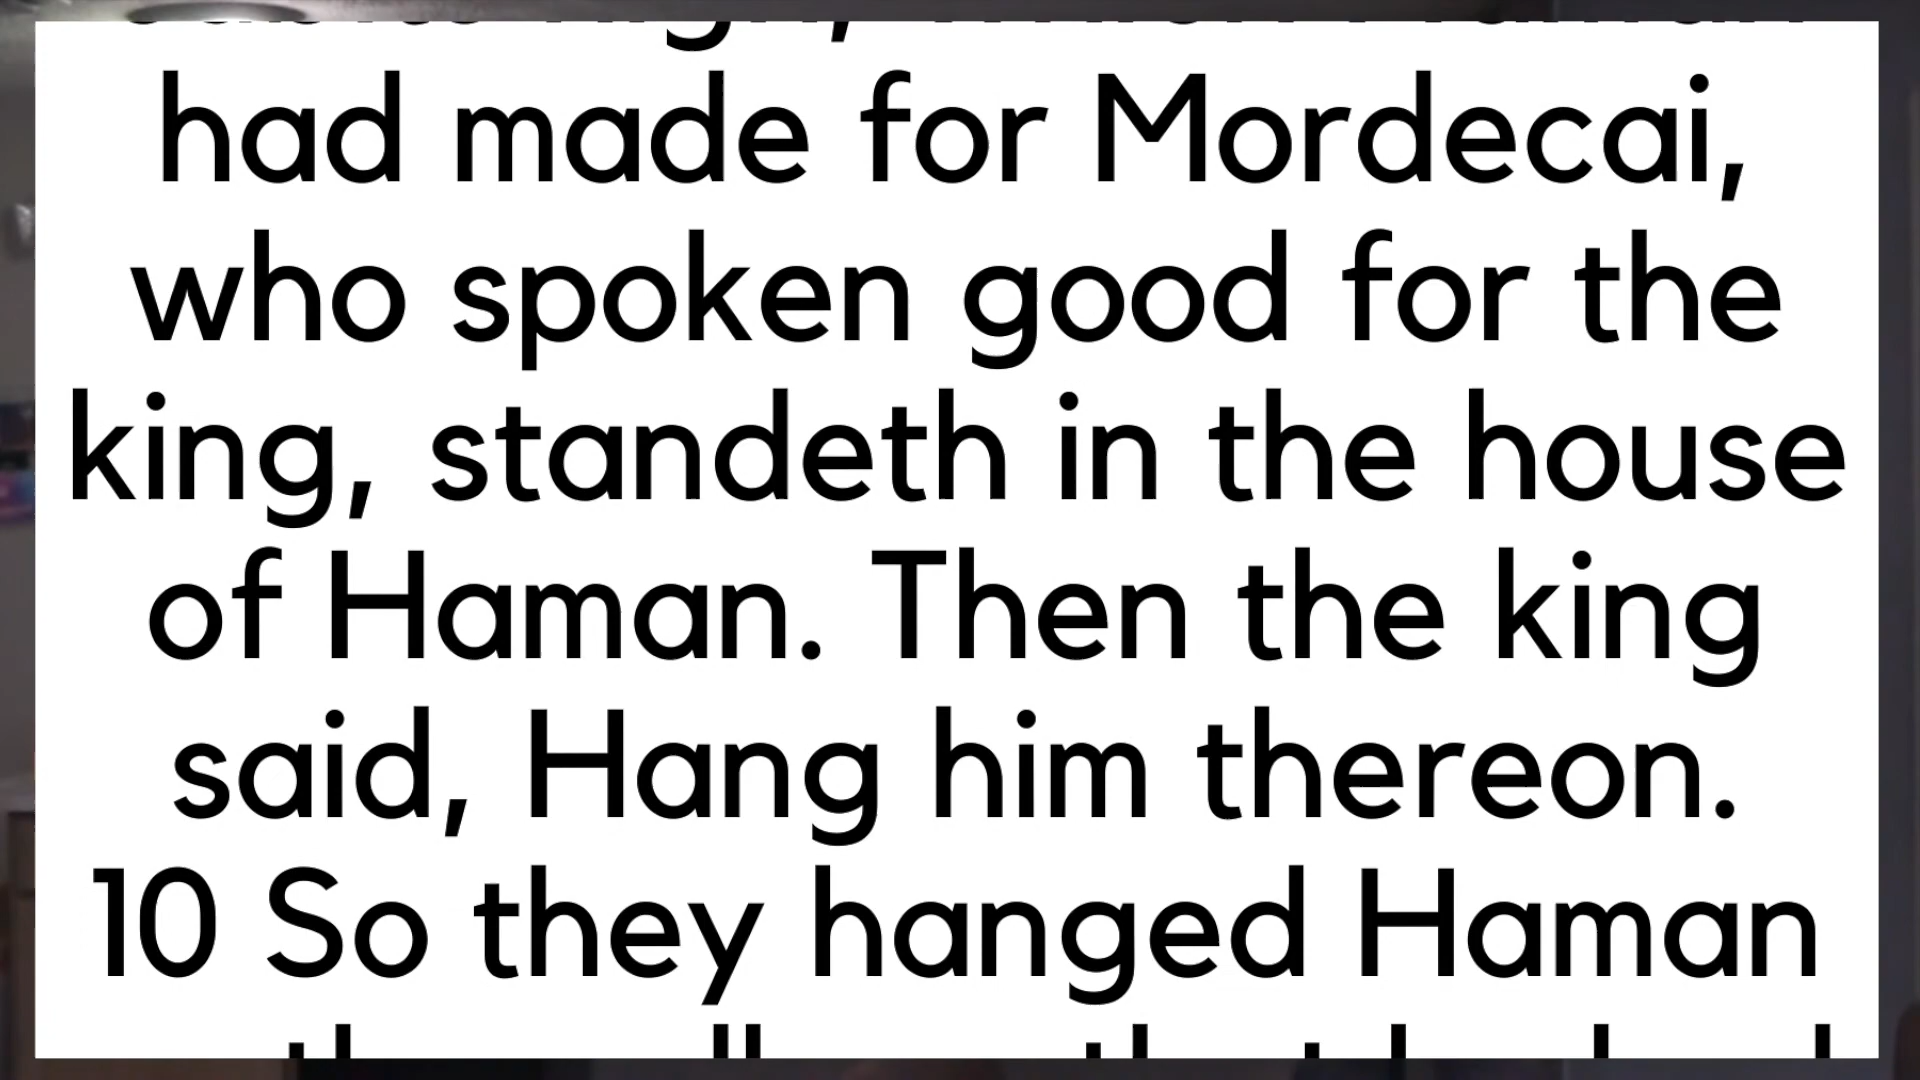 had made for Mordecai,
who spoken good for the
king, standeth in the house
of Haman. Then the king
said, Hang him thereon.
10 So they hanged Haman